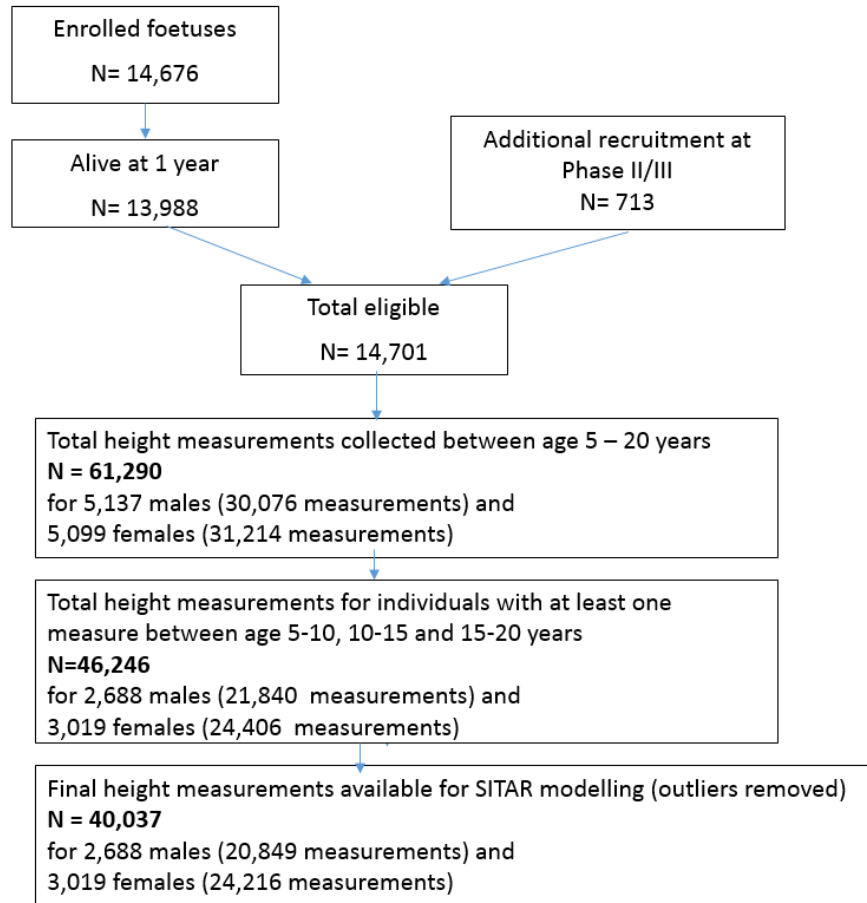 Enrolled foetuses
N= 14,676
Alive at 1 year
N= 13,988
Additional recruitment at
Phase II/III
N= 713
Total eligible
N= 14,701
Total height measurements collected between age 5 – 20 years
N = 61,290
for 5,137 males (30,076 measurements) and
5,099 females (31,214 measurements)
Total height measurements for individuals with at least one
measure between age 5-10, 10-15 and 15-20 years
N=46,246
for 2,688 males (21,840 measurements) and
3,019 females (24,406 measurements)
Final height measurements available for SITAR modelling (outliers removed)
N = 40,037
for 2,688 males (20,849 measurements) and
3,019 females (24,216 measurements)